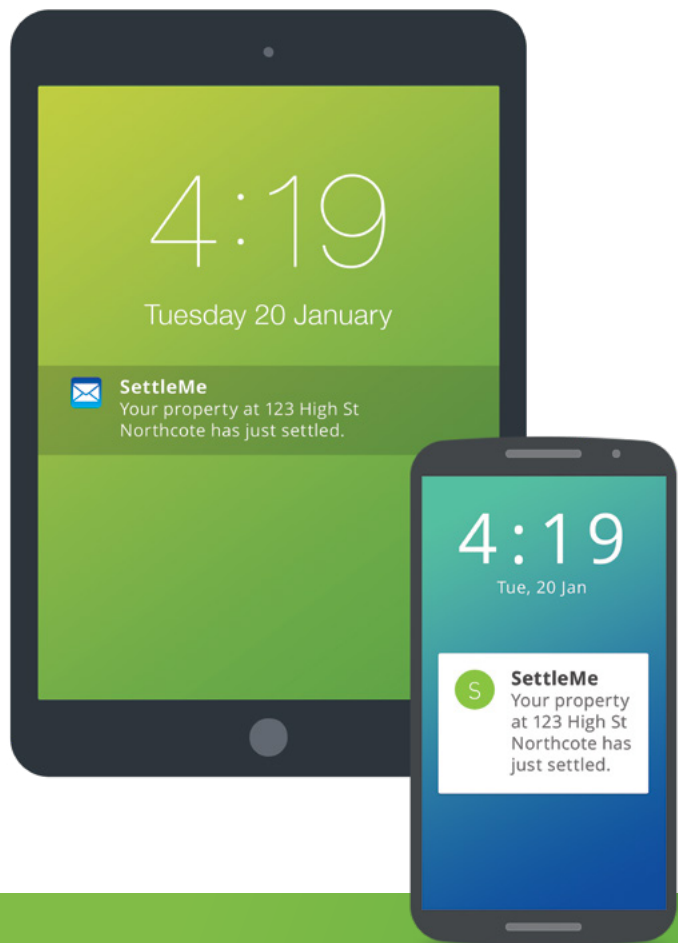 4:19
Tuesday 20 January
SettleMe
Your property at 123 High St
Northcote has just settled.
4:19
Tue, 20 Jan
S
SettleMe
Your property
at 123 High St
Northcote has
just settled.